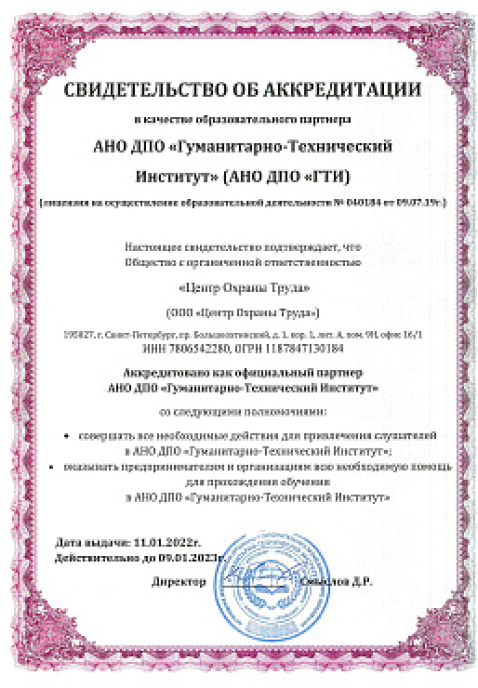 СВИДЕТЕЛЬСТВО ОБ АККРЕДИТАЦИИ
в качестве образовательного партнера
АНО ДПО «Гуманитарно-Технический
Институт» (АНО ДПО «ГТИ)
(лицензия на осуществление образовательной деятельности № 040184 от 09.07.19г.)
Настоящее свидетельство подтверждает, что
Общество с ограниченной ответственностью
«Центр Охраны Труда»
(ООО «Центр Охраны Труда»)
195027, г. Санкт-Петербург, пр. Большеохтинский, д. 1, кор. 1, лит. А, пом. 9Н, офис 16/1
ИНН 7806542280, ОГРН 1187847130184
Аккредитовано как официальный партнер
АНО ДПО «Гуманитарно-Технический Институт»
со следующими полномочиями:
• совершать все необходимые действия для привлечения слушателей
в АНО ДПО «Гуманитарно-Технический Институт»;
• оказывать предпринимателям и организациям всю необходимую помощь
для прохождения обучения
в АНО ДПО «Гуманитарно-Технический Институт»
Дата выдачи: 11.01.2022г.
Действительно до 09.01.2023г.
Директор Смыслов Д.Р.